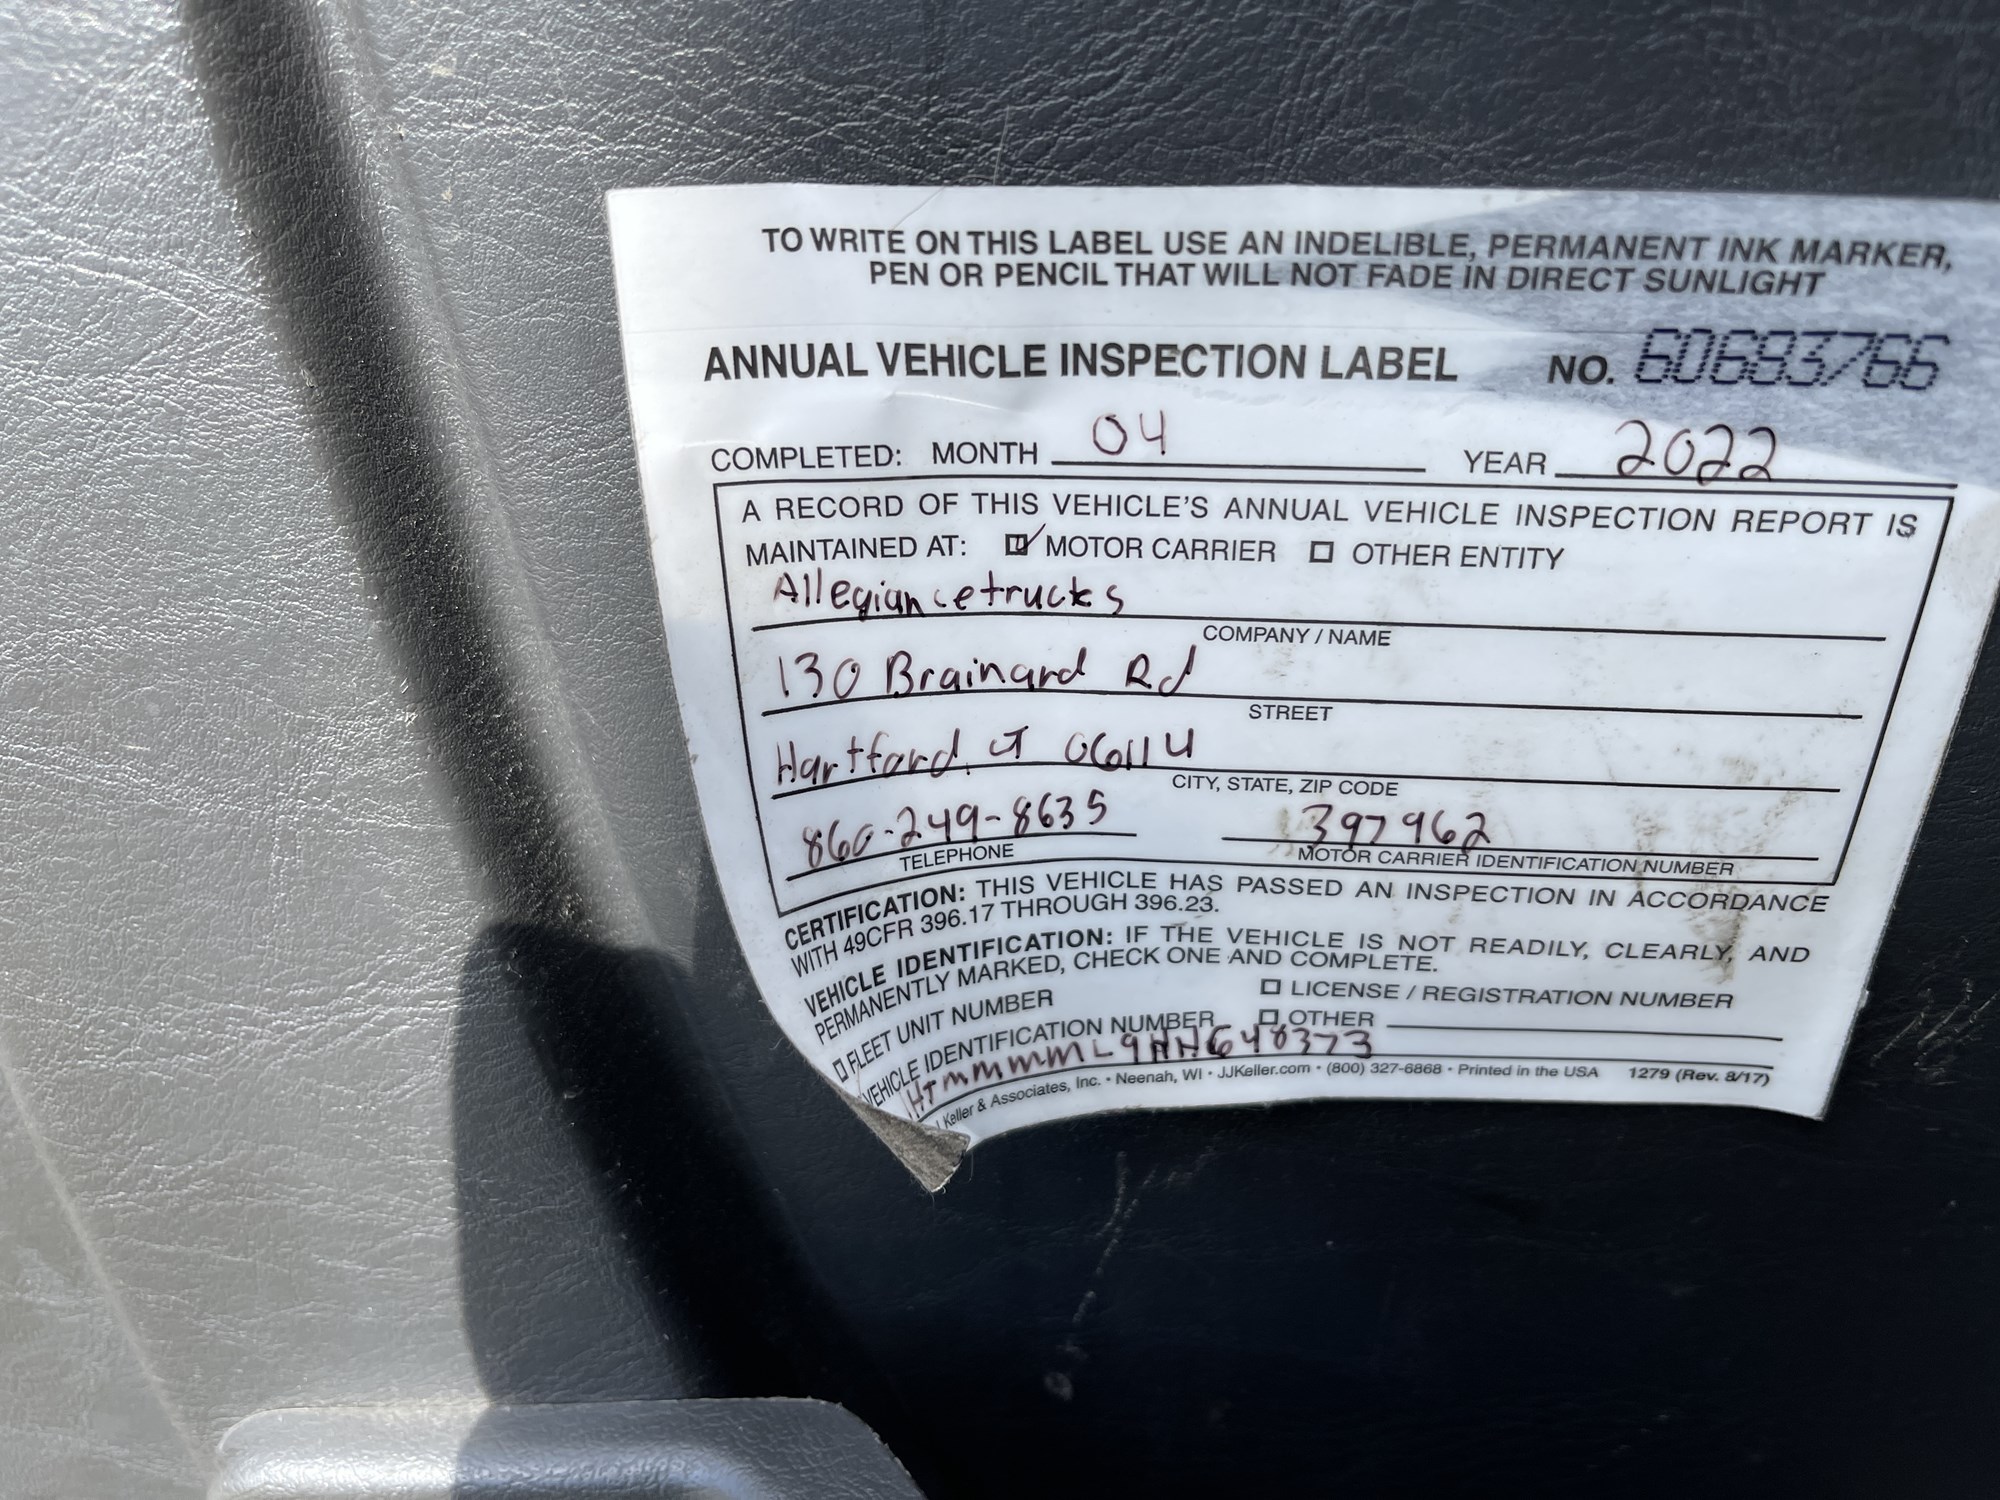 TO WRITE ON THIS LABEL USE AN INDELIBLE, PERMANENT INK MARKER,
PEN OR PENCIL THAT WILL NOT FADE IN DIRECT SUNLIGHT
ANNUAL VEHICLE INSPECTION LABEL NO. 60683766
COMPLETED: MONTH 04 YEAR 2022
A RECORD OF THIS VEHICLE'S ANNUAL VEHICLE INSPECTION REPORT IS
MAINTAINED AT: ☑ MOTOR CARRIER ☐ OTHER ENTITY
Allegiancetrucks
COMPANY / NAME
130 Brainard Rd
STREET
Hartford, CT 06114
CITY, STATE, ZIP CODE
860-249-8635 397962
TELEPHONE MOTOR CARRIER IDENTIFICATION NUMBER
CERTIFICATION: THIS VEHICLE HAS PASSED AN INSPECTION IN ACCORDANCE
WITH 49CFR 396.17 THROUGH 396.23.
VEHICLE IDENTIFICATION: IF THE VEHICLE IS NOT READILY, CLEARLY, AND
PERMANENTLY MARKED, CHECK ONE AND COMPLETE.
☐ FLEET UNIT NUMBER ☐ LICENSE / REGISTRATION NUMBER
VEHICLE IDENTIFICATION NUMBER ☐ OTHER
Keller & Associates, Inc. • Neenah, WI • JJKeller.com • (800) 327-6868 • Printed in the USA 1279 (Rev. 8/17)